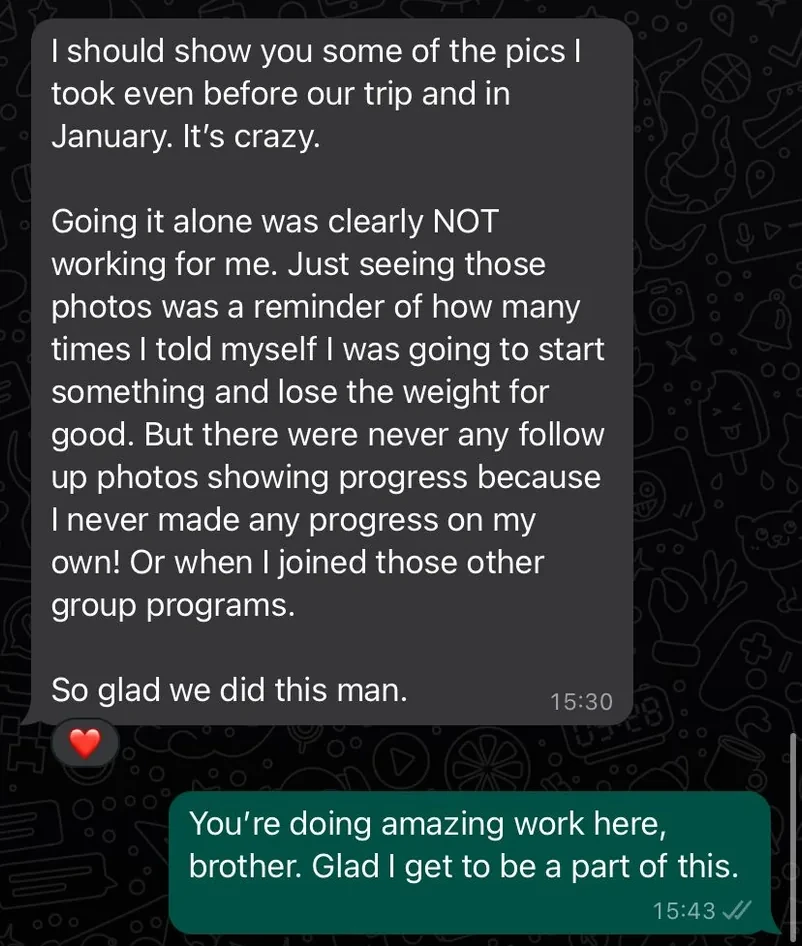 I should show you some of the pics I
took even before our trip and in
January. It’s crazy.
Going it alone was clearly NOT
working for me. Just seeing those
photos was a reminder of how many
times I told myself I was going to start
something and lose the weight for
good. But there were never any follow
up photos showing progress because
I never made any progress on my
own! Or when I joined those other
group programs.
So glad we did this man.
15:30
You’re doing amazing work here,
brother. Glad I get to be a part of this.
15:43